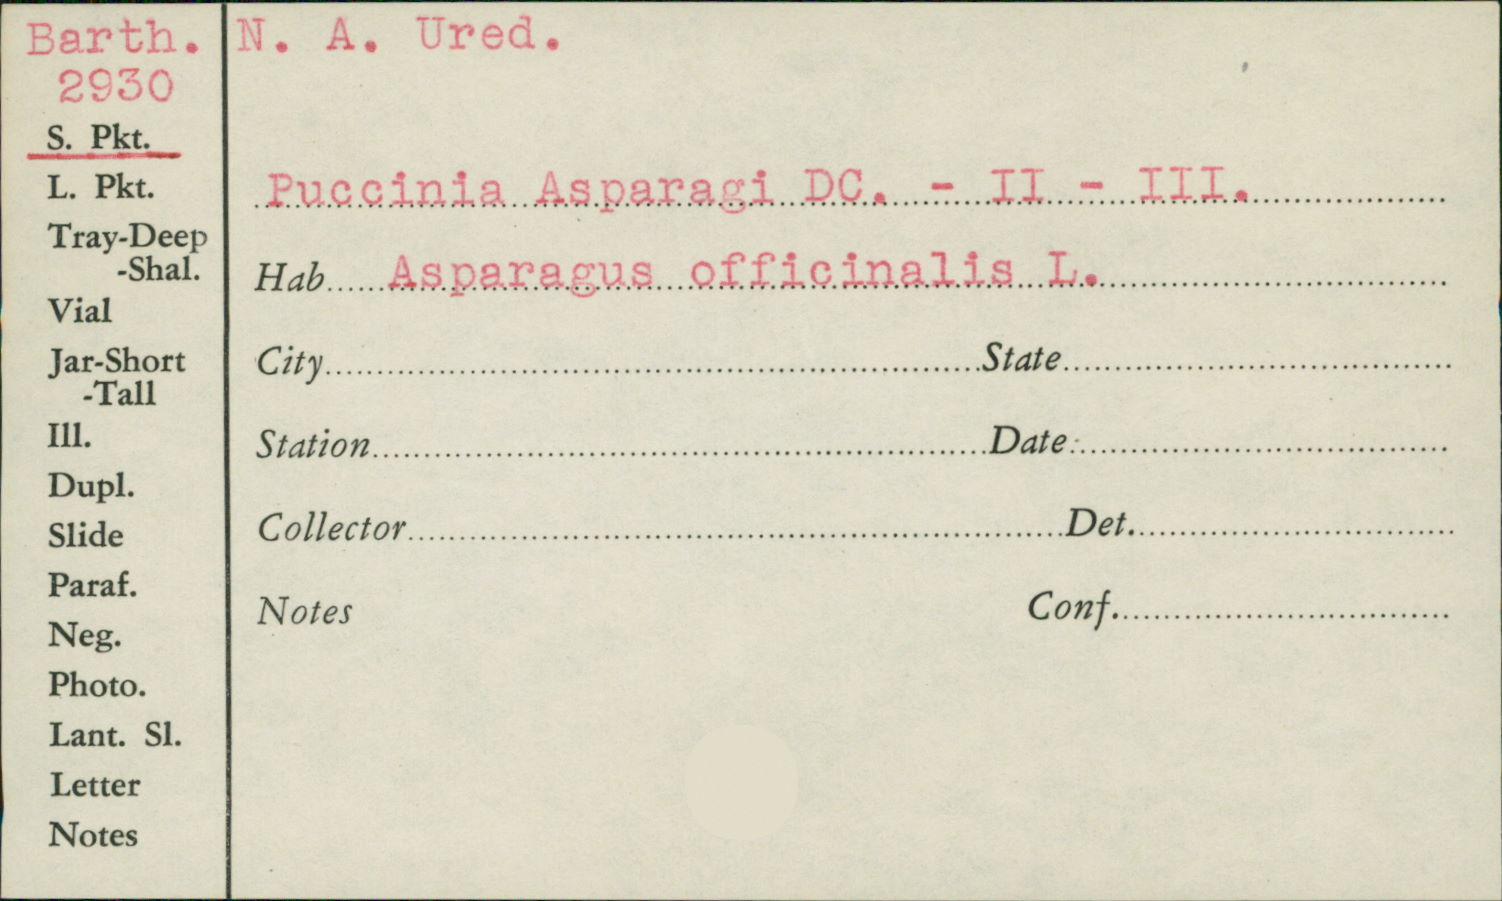 Barth. N. A. Ured.
2930
S. Pkt.
L. Pkt.
Tray-Deep
-Shal.
Vial
Jar-Short
-Tall
Ill.
Dupl.
Slide
Paraf.
Neg.
Photo.
Lant. Sl.
Letter
Notes
Puccinia Asparagi DC. - II - III.
Hab. Asparagus officinalis L.
City State
Station Date
Collector Det.
Notes Conf.